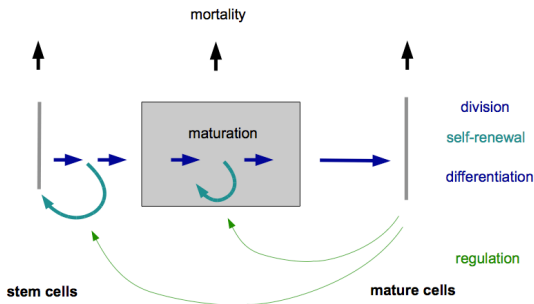 mortality
division
maturation
self-renewal
differentiation
regulation
stem cells
mature cells